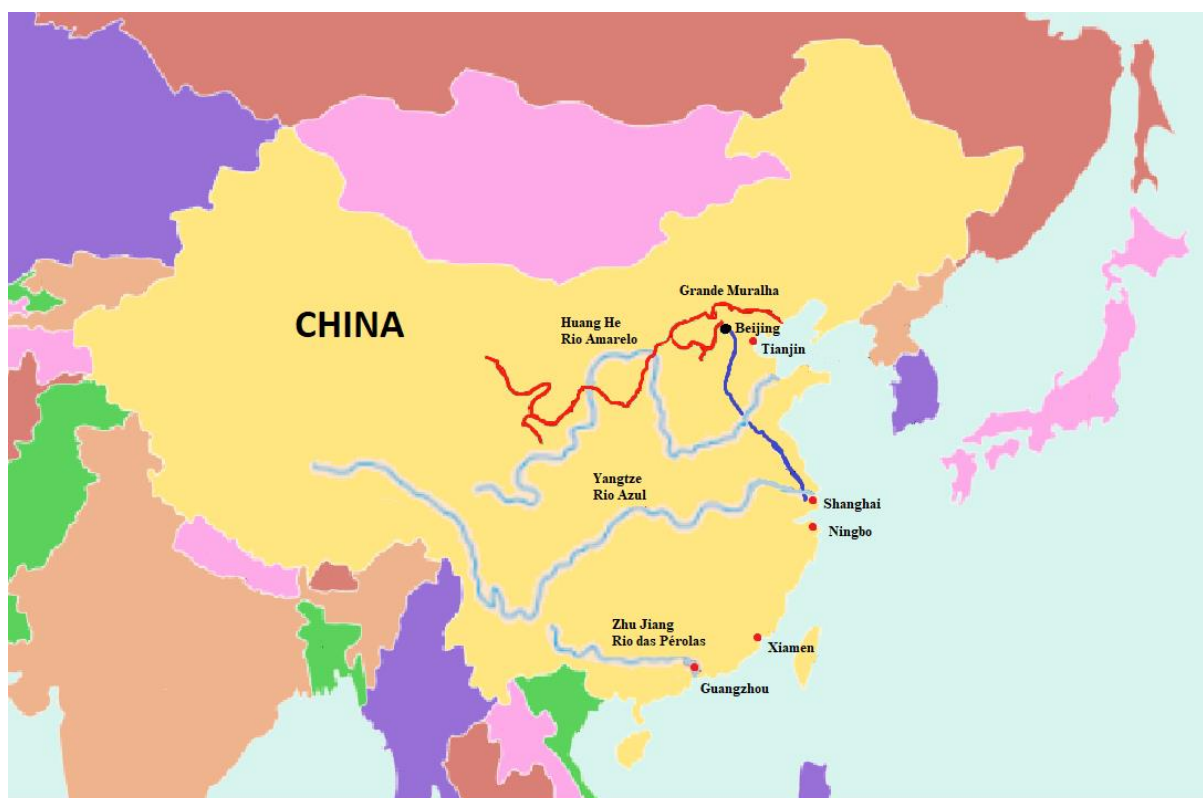 Grande Muralha
CHINA
Huang He
Rio Amarelo
Beijing
Tianjin
Yangtze
Rio Azul
Shanghai
Ningbo
Zhu Jiang
Rio das Pérolas
Xiamen
Guangzhou